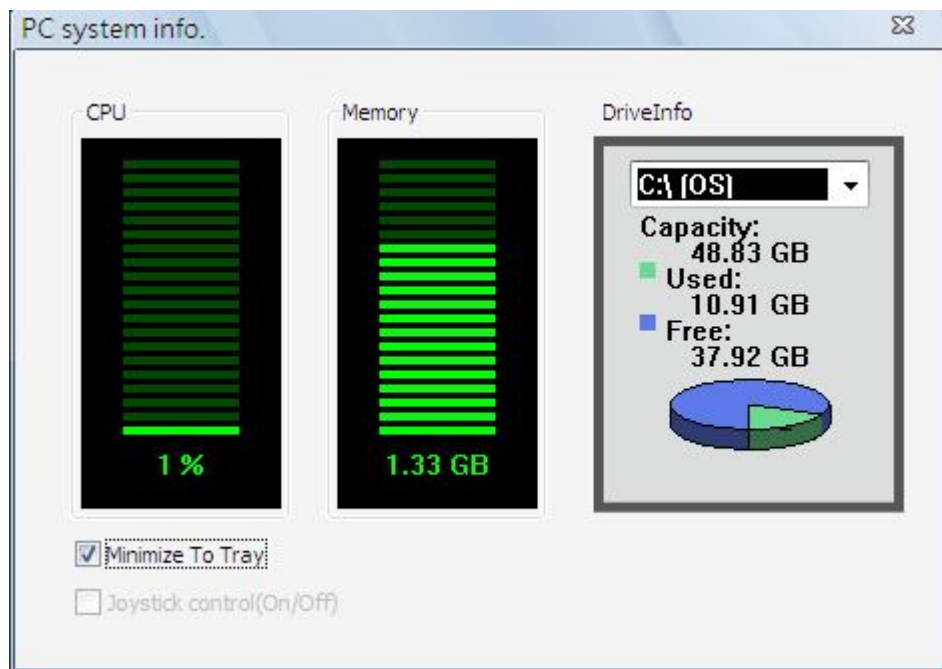 PC system info.
CPU
Memory
DriveInfo
1 %
1.33 GB
C:\ [OS]
Capacity:
48.83 GB
Used:
10.91 GB
Free:
37.92 GB
Minimize To Tray
Joystick control(On/Off)